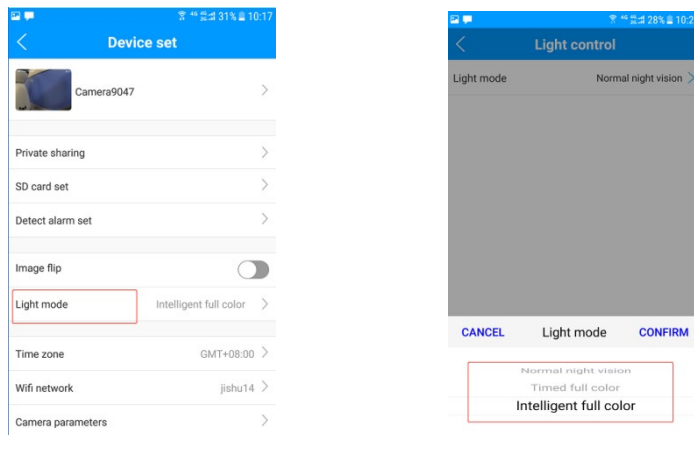 31% 10:17
Device set
Camera9047
Private sharing
SD card set
Detect alarm set
Image flip
Light mode Intelligent full color
Time zone GMT+08:00
Wifi network jishu14
Camera parameters
28% 10:2
Light control
Light mode Normal night vision
CANCEL Light mode CONFIRM
Normal night vision
Timed full color
Intelligent full color